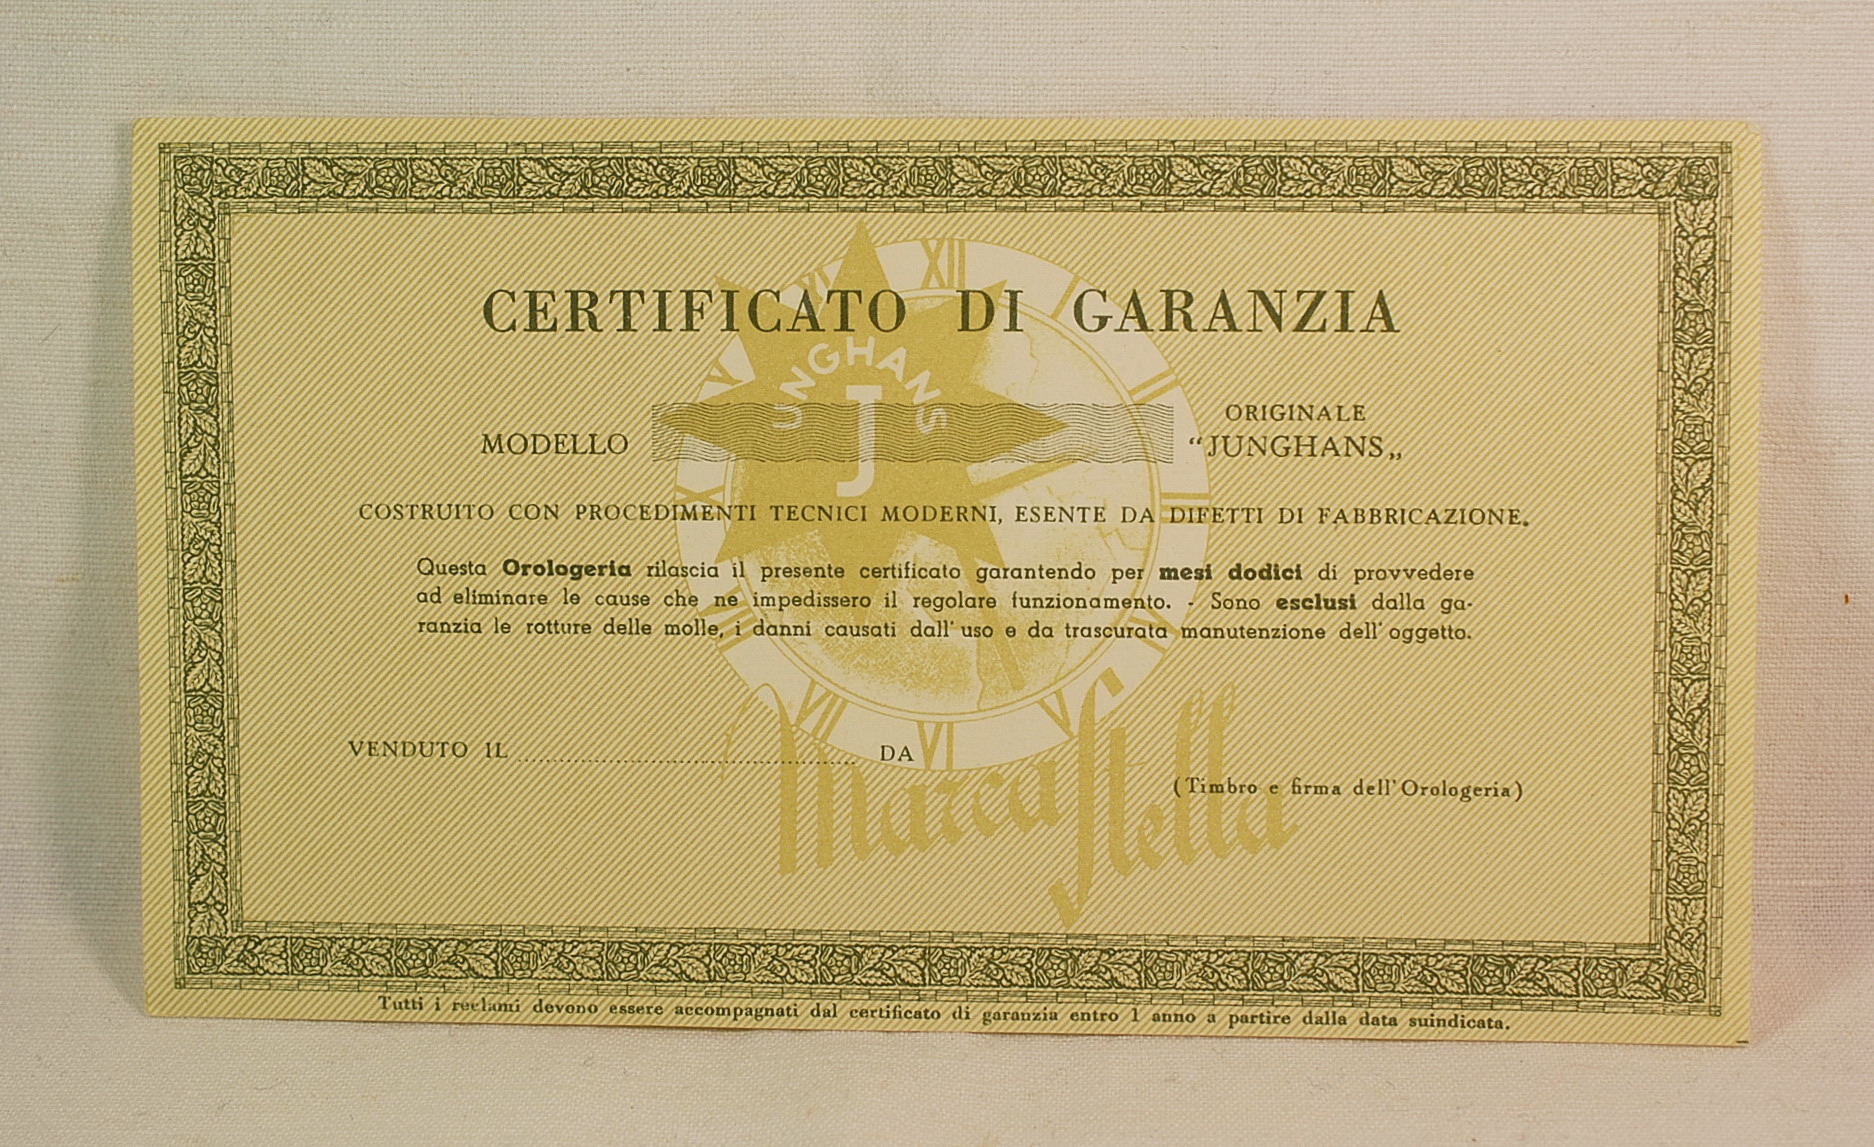 CERTIFICATO DI GARANZIA
XII
XI
JUNGHANS
J
MODELLO
ORIGINALE
“JUNGHANS„
COSTRUITO CON PROCEDIMENTI TECNICI MODERNI, ESENTE DA DIFETTI DI FABBRICAZIONE.
Questa Orologeria rilascia il presente certificato garantendo per mesi dodici di provvedere
ad eliminare le cause che ne impedissero il regolare funzionamento. - Sono esclusi dalla ga-
ranzia le rotture delle molle, i danni causati dall' uso e da trascurata manutenzione dell' oggetto.
VII
VI
V
VENDUTO IL ........................................ DA
(Timbro e firma dell'Orologeria)
Marca Stella
Tutti i reclami devono essere accompagnati dal certificato di garanzia entro 1 anno a partire dalla data suindicata.